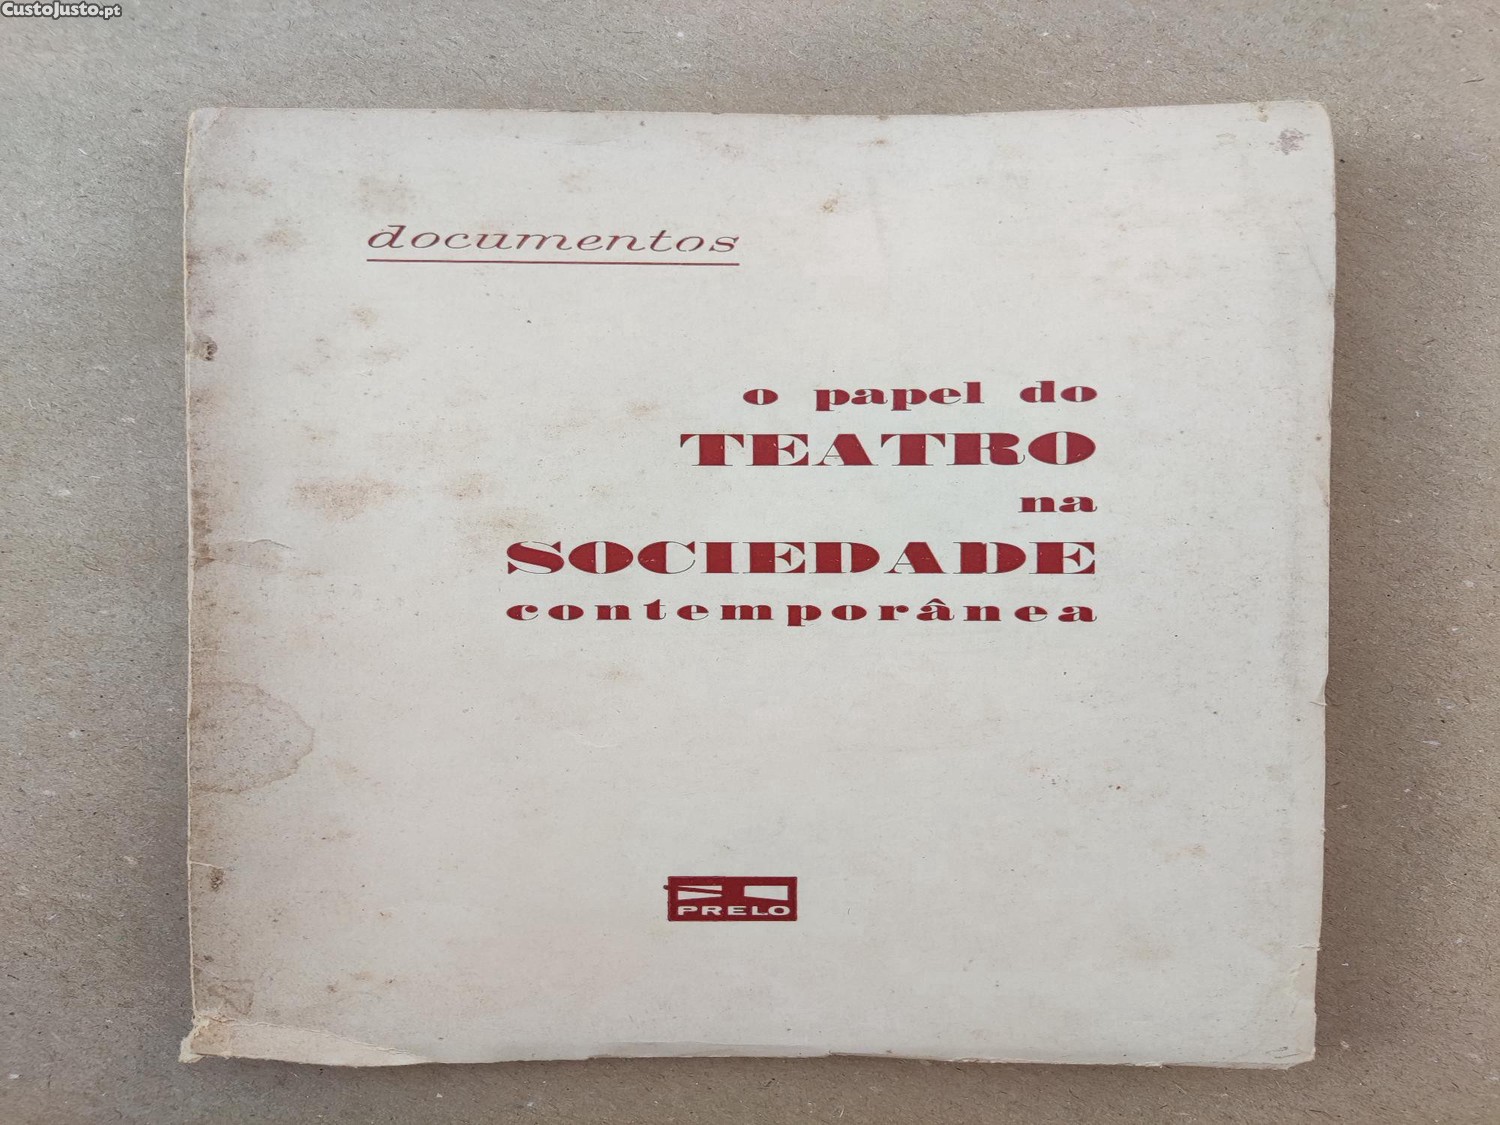 CustoJusto.pt
documentos
o papel do
TEATRO
na
SOCIEDADE
contemporânea
PRELO